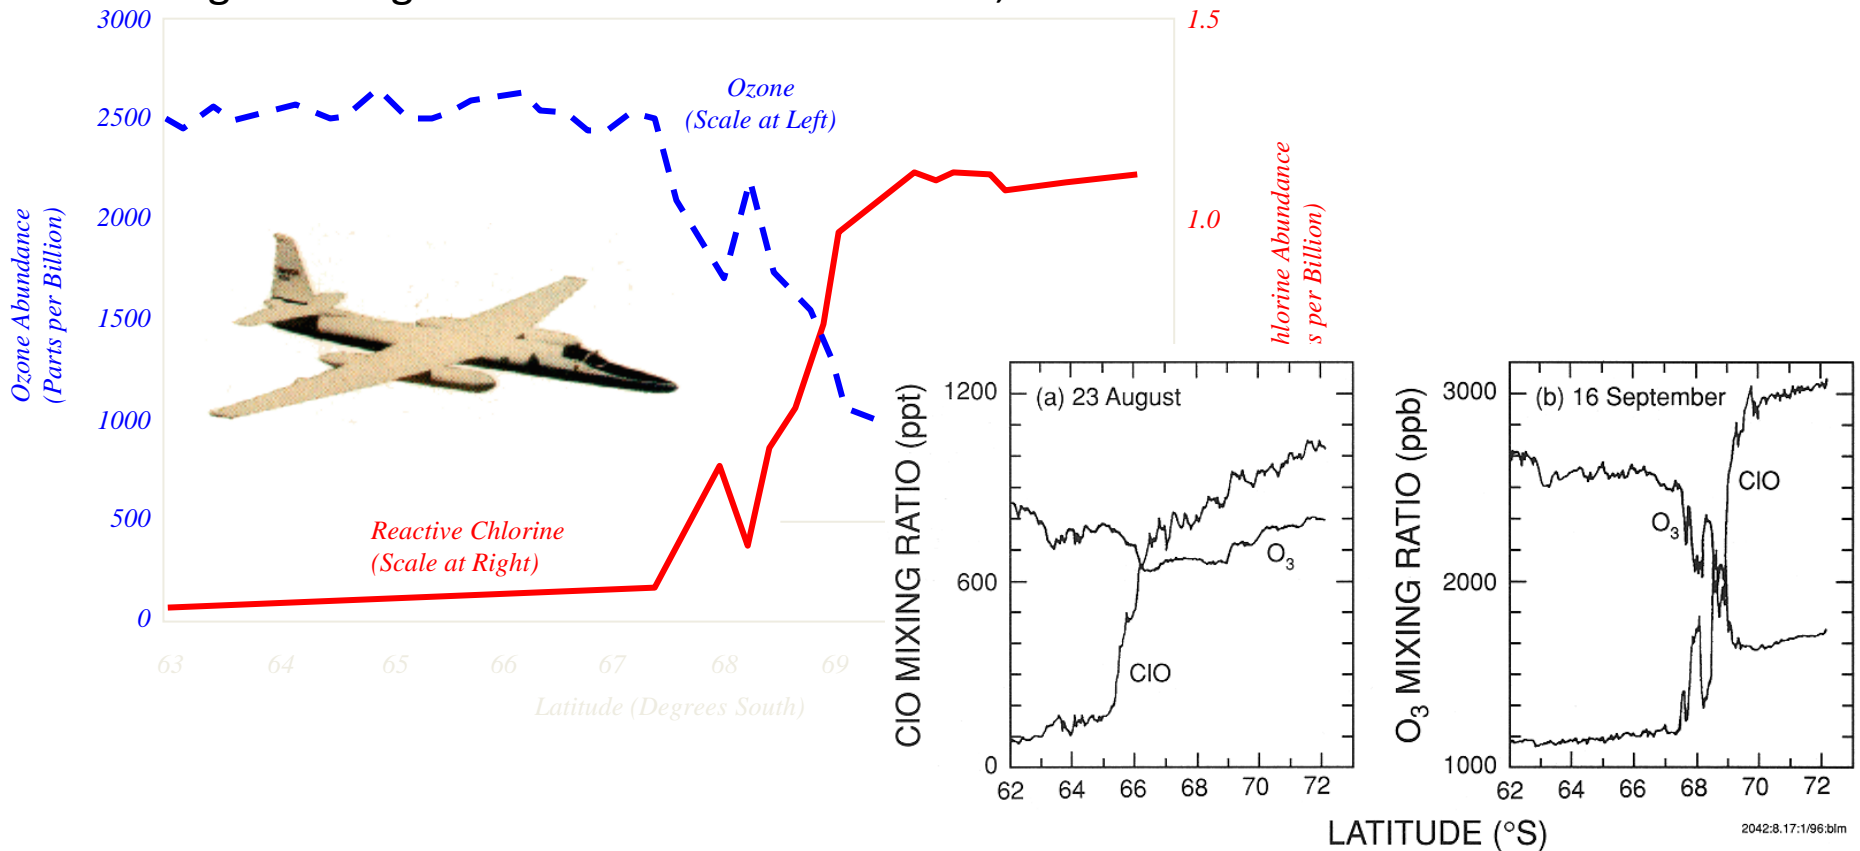 3000
2500
2000
1500
1000
500
0
Ozone Abundance
(Parts per Billion)
Ozone
(Scale at Left)
Reactive Chlorine
(Scale at Right)
1.5
1.0
hlorine Abundance
s per Billion)
63 64 65 66 67 68 69
Latitude (Degrees South)
ClO MIXING RATIO (ppt)
1200
600
0
(a) 23 August
O3
ClO
62 64 66 68 70 72
O3 MIXING RATIO (ppb)
3000
2000
1000
(b) 16 September
ClO
O3
62 64 66 68 70 72
LATITUDE (°S)
2042:8.17:1/96:blm